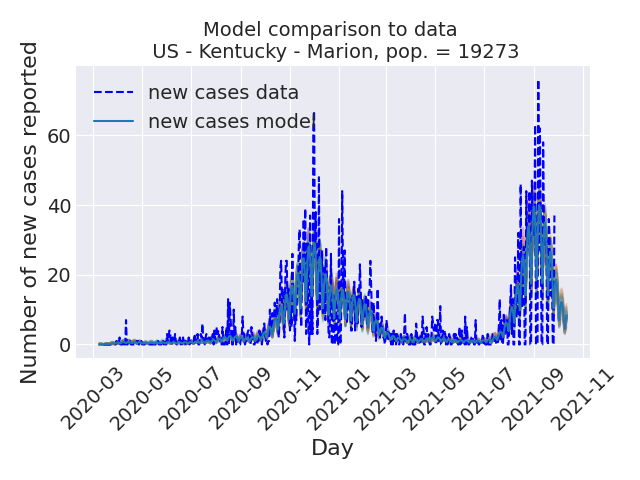 Model comparison to data
US - Kentucky - Marion, pop. = 19273
Number of new cases reported
new cases data
new cases model
60
40
20
0
2020-03
2020-05
2020-07
2020-09
2020-11
2021-01
2021-03
2021-05
2021-07
2021-09
2021-11
Day